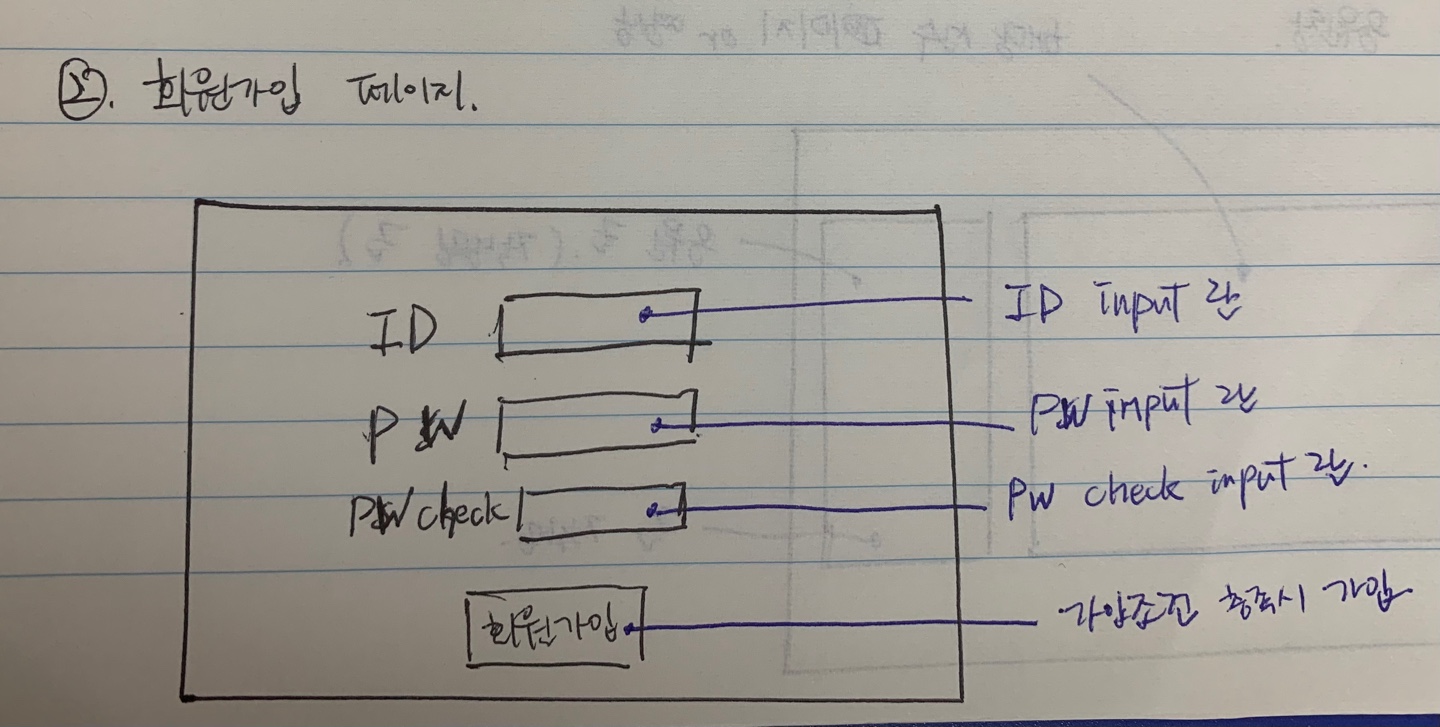 ②. 회원가입 페이지.
ID
ID input 란
PW
PW input 란
PW check
PW check input 란.
회원가입
가입조건 충족시 가입